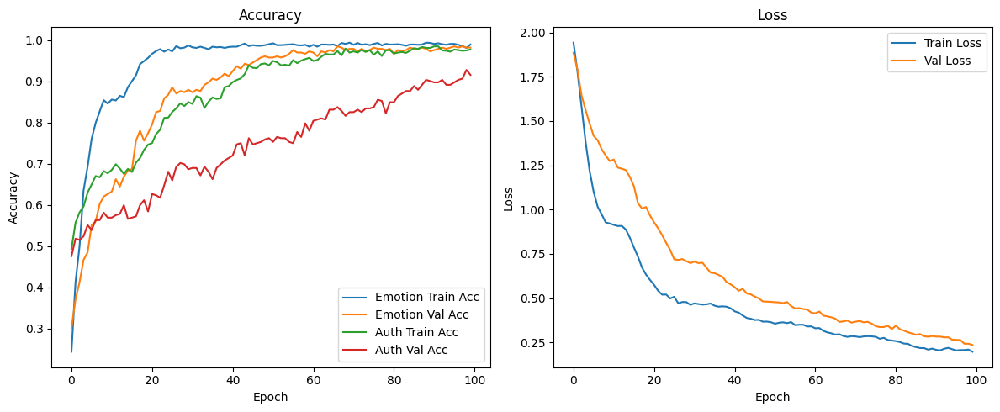 Accuracy
1.0
0.9
0.8
0.7
0.6
0.5
0.4
0.3
Accuracy
0 20 40 60 80 100
Epoch
Emotion Train Acc
Emotion Val Acc
Auth Train Acc
Auth Val Acc
Loss
2.00
1.75
1.50
1.25
1.00
0.75
0.50
0.25
Loss
0 20 40 60 80 100
Epoch
Train Loss
Val Loss